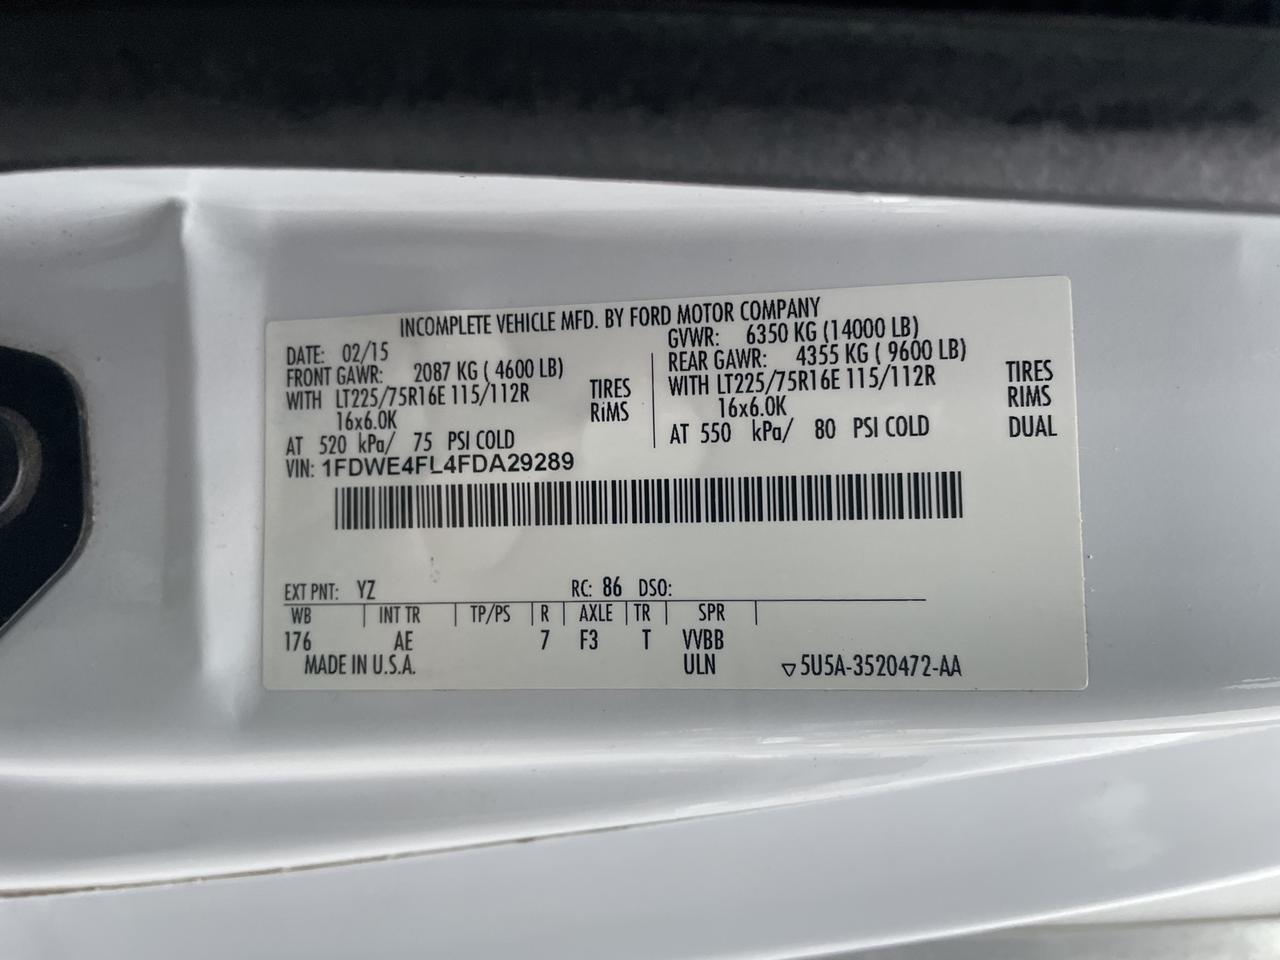 INCOMPLETE VEHICLE MFD. BY FORD MOTOR COMPANY
DATE: 02/15
FRONT GAWR: 2087 KG ( 4600 LB)
WITH LT225/75R16E 115/112R TIRES
16x6.0K RiMS
AT 520 kPa/ 75 PSI COLD
GVWR: 6350 KG (14000 LB)
REAR GAWR: 4355 KG ( 9600 LB)
WITH LT225/75R16E 115/112R TIRES
16x6.0K RIMS
AT 550 kPa/ 80 PSI COLD DUAL
VIN: 1FDWE4FL4FDA29289
EXT PNT: YZ RC: 86 DSO:
WB INT TR TP/PS R AXLE TR SPR
176 AE 7 F3 T VVBB
MADE IN U.S.A. ULN ▽5U5A-3520472-AA